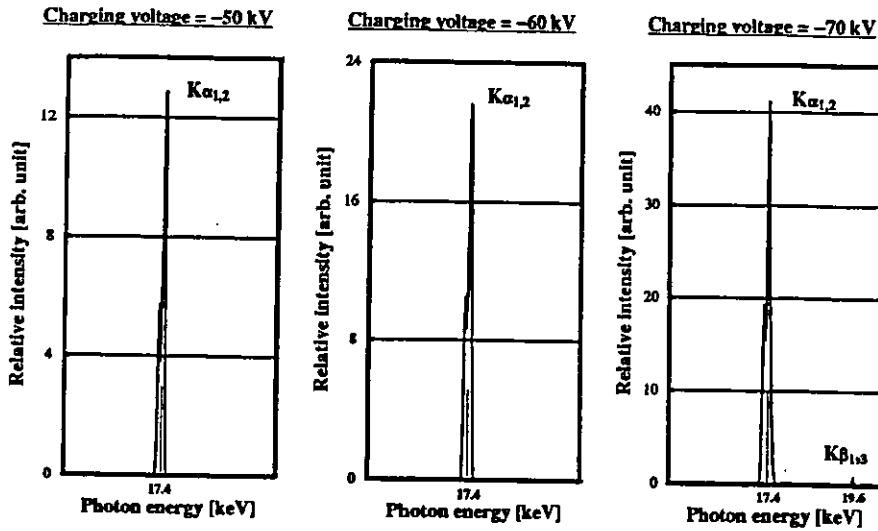 Charging voltage = −50 kV
Kα1,2
12
8
4
0
Relative intensity [arb. unit]
17.4
Photon energy [keV]
Charging voltage = −60 kV
Kα1,2
24
16
8
0
Relative intensity [arb. unit]
17.4
Photon energy [keV]
Charging voltage = −70 kV
Kα1,2
40
30
20
10
0
Relative intensity [arb. unit]
Kβ1,3
17.4
19.6
Photon energy [keV]